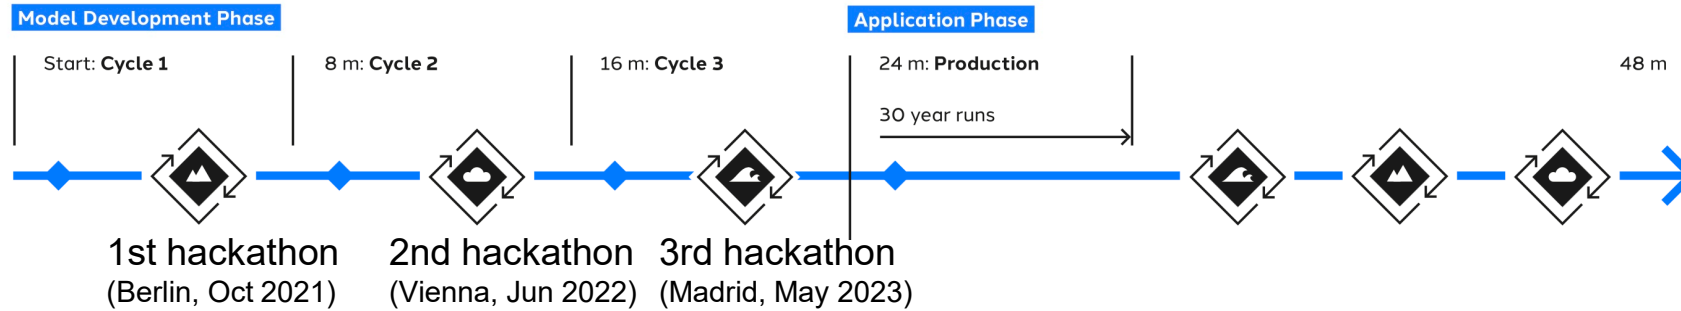 Model Development Phase
Application Phase
Start: Cycle 1
8 m: Cycle 2
16 m: Cycle 3
24 m: Production
48 m
30 year runs
1st hackathon
(Berlin, Oct 2021)
2nd hackathon
(Vienna, Jun 2022)
3rd hackathon
(Madrid, May 2023)